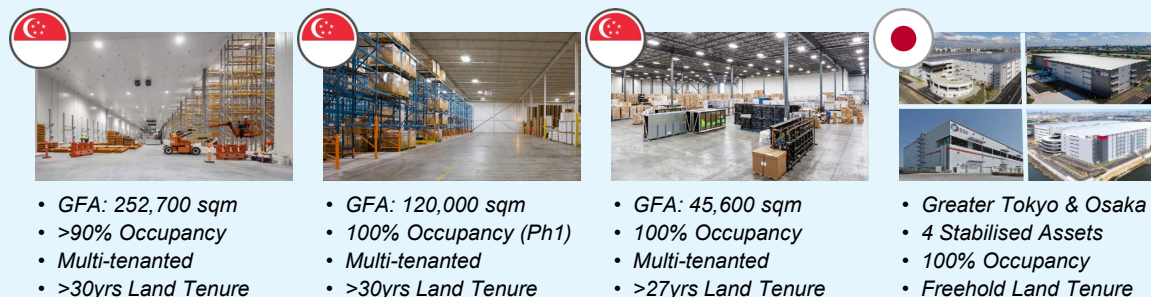 • GFA: 252,700 sqm
• >90% Occupancy
• Multi-tenanted
• >30yrs Land Tenure
• GFA: 120,000 sqm
• 100% Occupancy (Ph1)
• Multi-tenanted
• >30yrs Land Tenure
• GFA: 45,600 sqm
• 100% Occupancy
• Multi-tenanted
• >27yrs Land Tenure
• Greater Tokyo & Osaka
• 4 Stabilised Assets
• 100% Occupancy
• Freehold Land Tenure